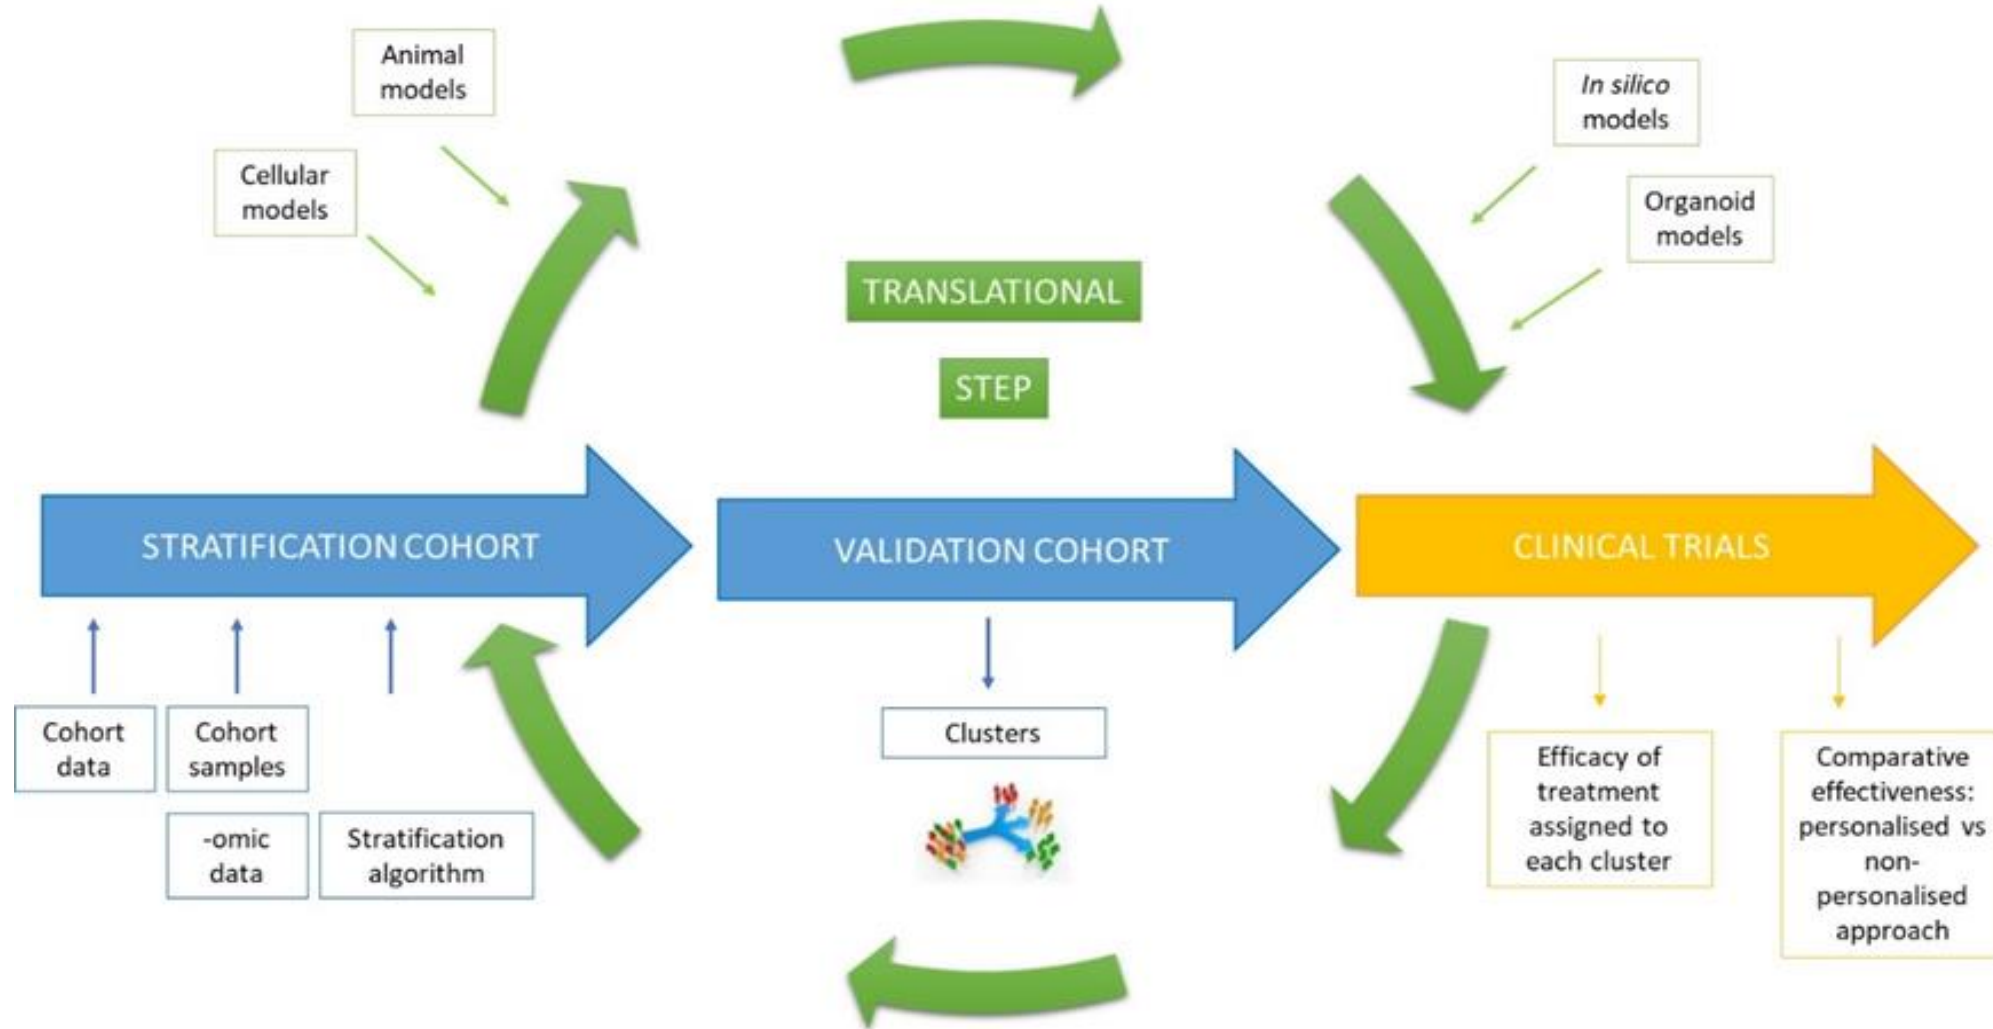 Animal
models
Cellular
models
In silico
models
Organoid
models
TRANSLATIONAL
STEP
STRATIFICATION COHORT
VALIDATION COHORT
CLINICAL TRIALS
Cohort
data
Cohort
samples
-omic
data
Stratification
algorithm
Clusters
Efficacy of
treatment
assigned to
each cluster
Comparative
effectiveness:
personalised vs
non-
personalised
approach